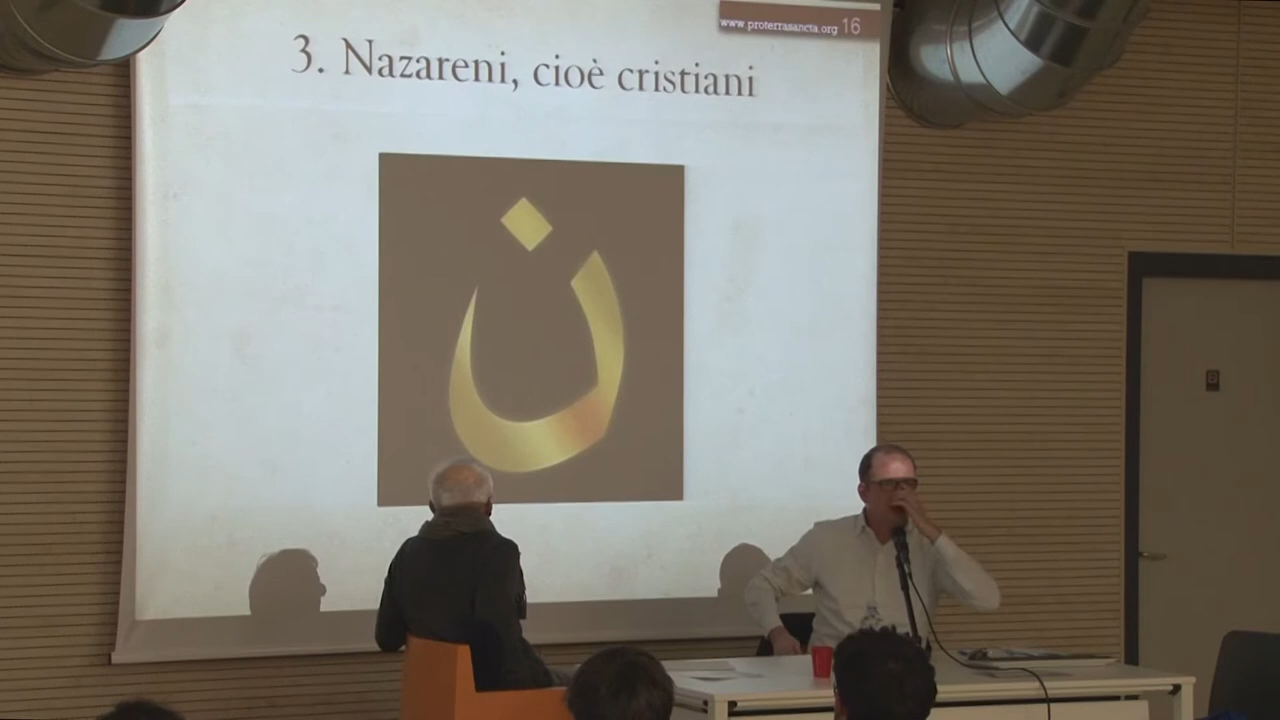 www.proterrasancta.org 16
3. Nazareni, cioè cristiani
ن